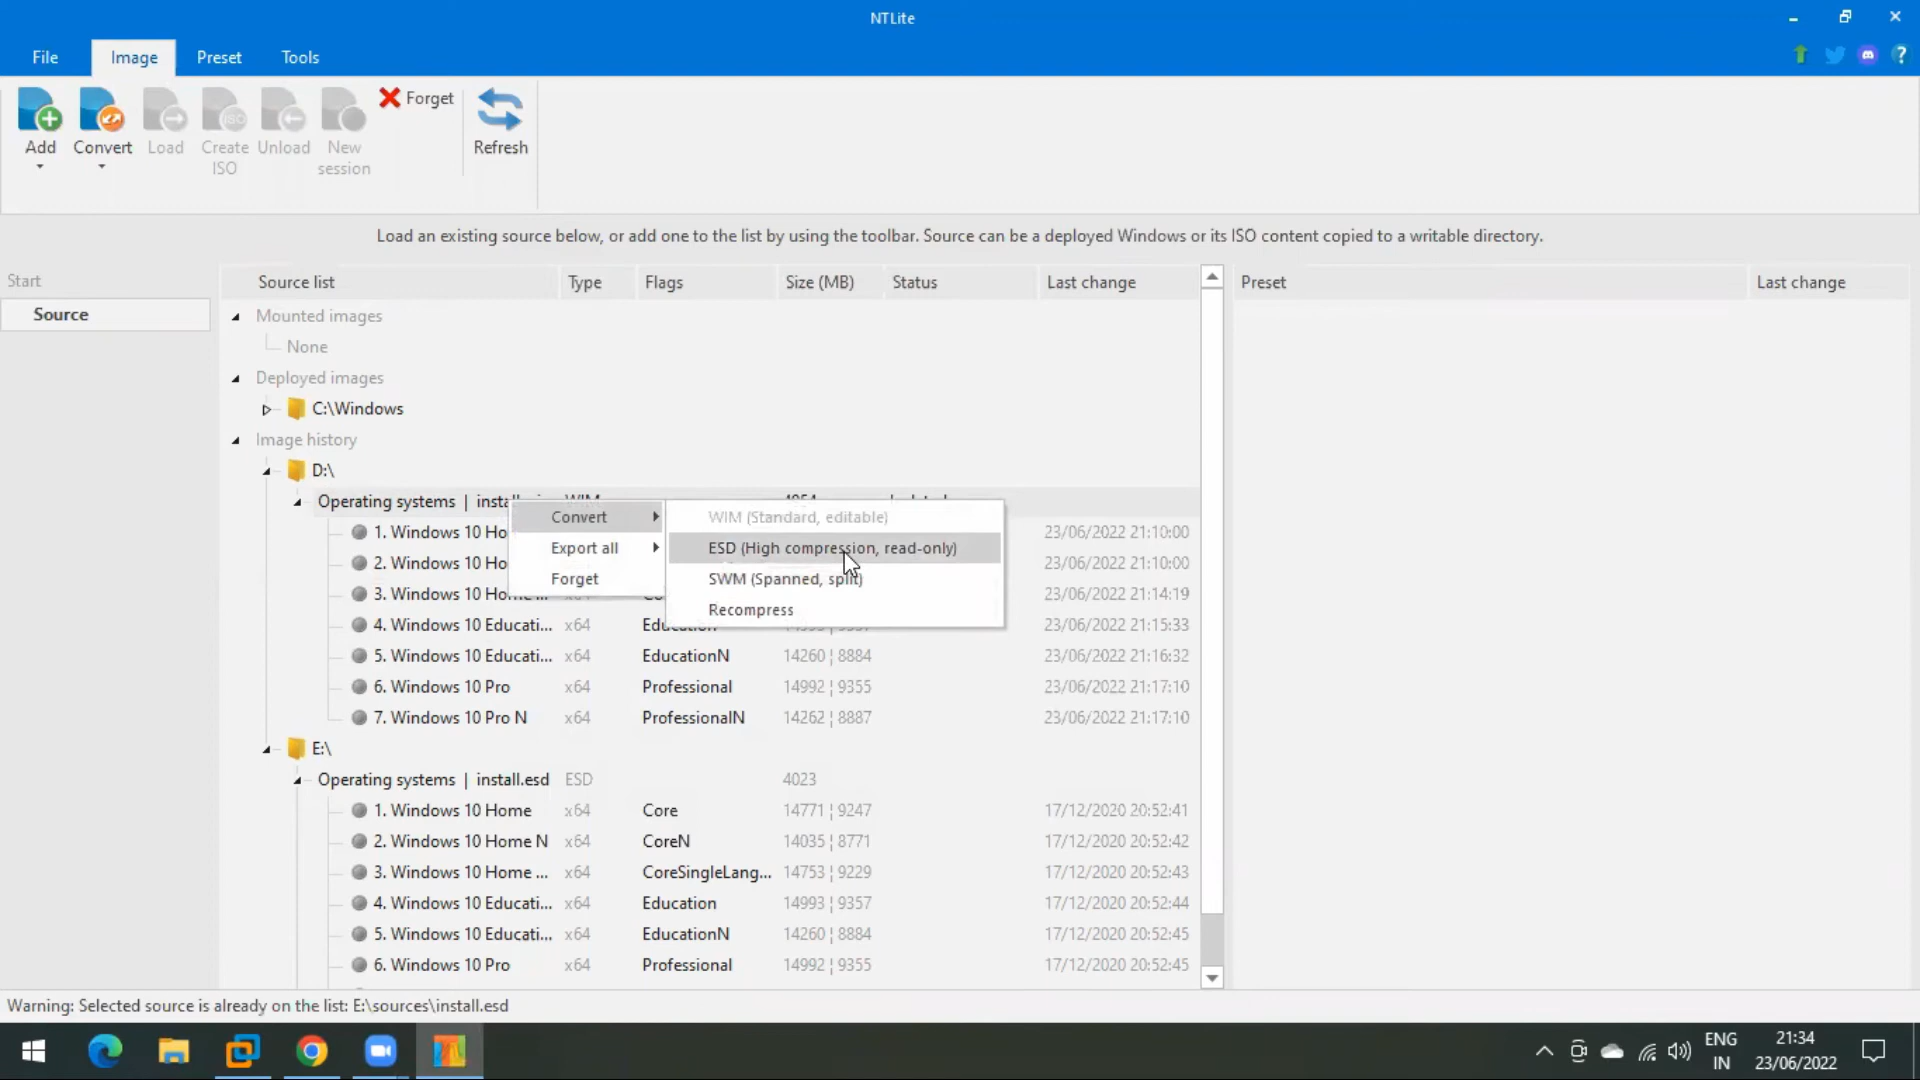 NTLite
File Image Preset Tools
Add Convert Load Create ISO Unload New session Forget Refresh
Load an existing source below, or add one to the list by using the toolbar. Source can be a deployed Windows or its ISO content copied to a writable directory.
Start
Source
Source list Type Flags Size (MB) Status Last change
Preset Last change
Mounted images
None
Deployed images
C:\Windows
Image history
D:\
Operating systems |
1. Windows 10 Ho 23/06/2022 21:10:00
2. Windows 10 Ho 23/06/2022 21:10:00
3. Windows 10 23/06/2022 21:14:19
4. Windows 10 Educati... x64 23/06/2022 21:15:33
5. Windows 10 Educati... x64 EducationN 14260 ¦ 8884 23/06/2022 21:16:32
6. Windows 10 Pro x64 Professional 14992 ¦ 9355 23/06/2022 21:17:10
7. Windows 10 Pro N x64 ProfessionalN 14262 ¦ 8887 23/06/2022 21:17:10
Convert
Export all
Forget
WIM (Standard, editable)
ESD (High compression, read-only)
SWM (Spanned, split)
Recompress
E:\
Operating systems | install.esd ESD 4023
1. Windows 10 Home x64 Core 14771 ¦ 9247 17/12/2020 20:52:41
2. Windows 10 Home N x64 CoreN 14035 ¦ 8771 17/12/2020 20:52:42
3. Windows 10 Home ... x64 CoreSingleLang... 14753 ¦ 9229 17/12/2020 20:52:43
4. Windows 10 Educati... x64 Education 14993 ¦ 9357 17/12/2020 20:52:44
5. Windows 10 Educati... x64 EducationN 14260 ¦ 8884 17/12/2020 20:52:45
6. Windows 10 Pro x64 Professional 14992 ¦ 9355 17/12/2020 20:52:45
Warning: Selected source is already on the list: E:\sources\install.esd
ENG 21:34
IN 23/06/2022